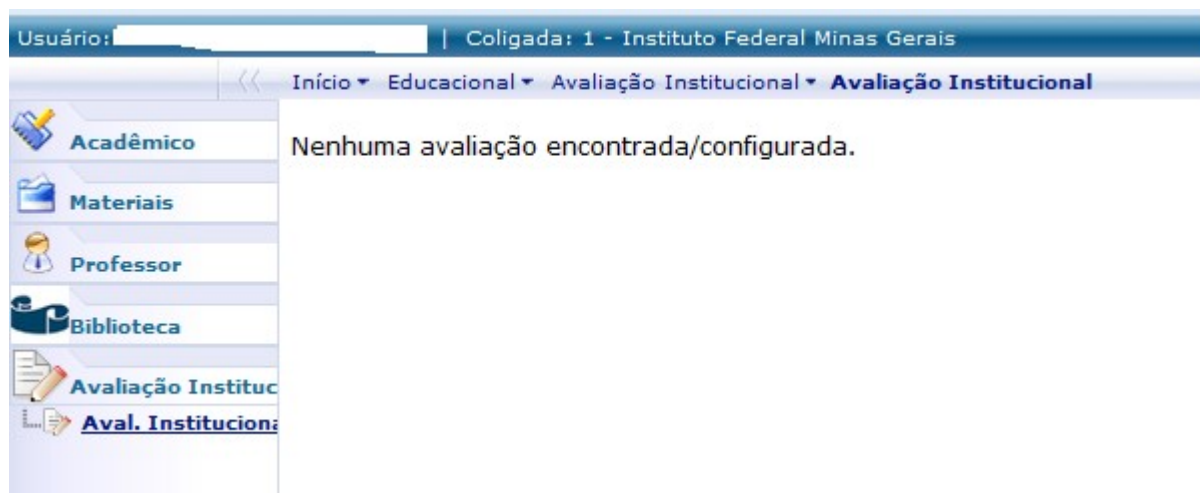 Usuário: | Coligada: 1 - Instituto Federal Minas Gerais
Início Educacional Avaliação Institucional Avaliação Institucional
Acadêmico
Nenhuma avaliação encontrada/configurada.
Materiais
Professor
Biblioteca
Avaliação Instituc
Aval. Instituciona